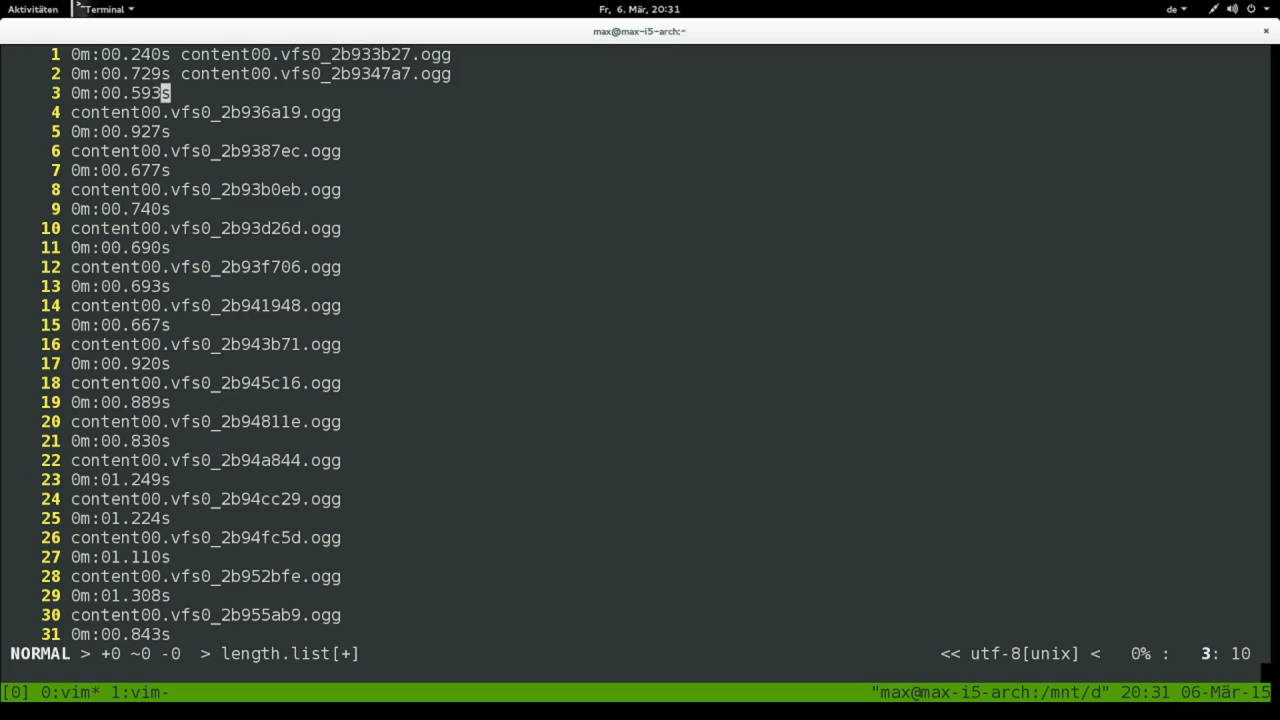 Aktivitäten
Terminal
Fr, 6. Mär, 20:31
de
max@max-i5-arch:~
1 0m:00.240s content00.vfs0_2b933b27.ogg
2 0m:00.729s content00.vfs0_2b9347a7.ogg
3 0m:00.593s
4 content00.vfs0_2b936a19.ogg
5 0m:00.927s
6 content00.vfs0_2b9387ec.ogg
7 0m:00.677s
8 content00.vfs0_2b93b0eb.ogg
9 0m:00.740s
10 content00.vfs0_2b93d26d.ogg
11 0m:00.690s
12 content00.vfs0_2b93f706.ogg
13 0m:00.693s
14 content00.vfs0_2b941948.ogg
15 0m:00.667s
16 content00.vfs0_2b943b71.ogg
17 0m:00.920s
18 content00.vfs0_2b945c16.ogg
19 0m:00.889s
20 content00.vfs0_2b94811e.ogg
21 0m:00.830s
22 content00.vfs0_2b94a844.ogg
23 0m:01.249s
24 content00.vfs0_2b94cc29.ogg
25 0m:01.224s
26 content00.vfs0_2b94fc5d.ogg
27 0m:01.110s
28 content00.vfs0_2b952bfe.ogg
29 0m:01.308s
30 content00.vfs0_2b955ab9.ogg
31 0m:00.843s
NORMAL > +0 ~0 -0 > length.list[+] << utf-8[unix] < 0% : 3: 10
[0] 0:vim* 1:vim- "max@max-i5-arch:/mnt/d" 20:31 06-Mär-15